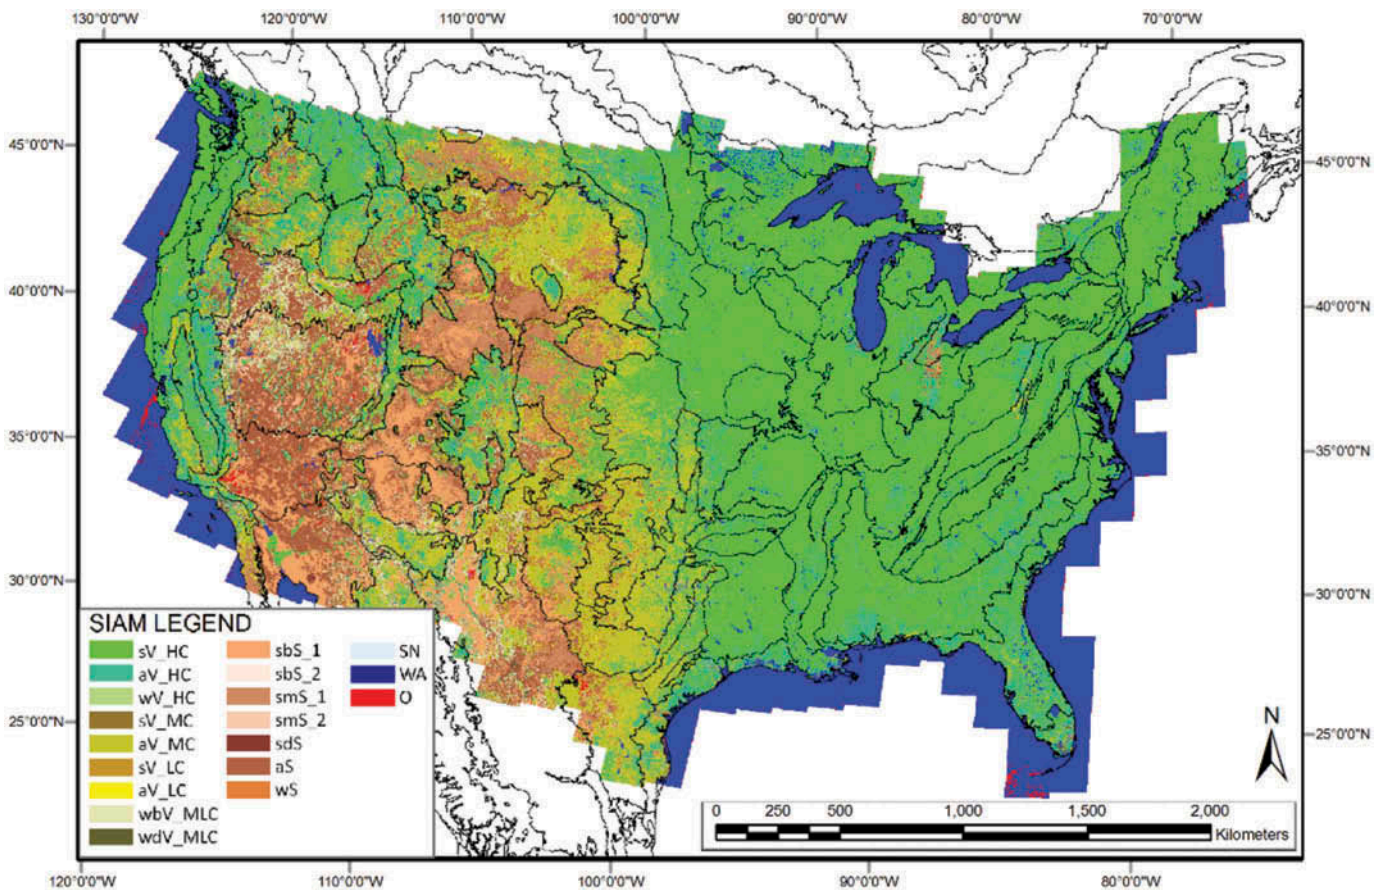 130°0'0"W 120°0'0"W 110°0'0"W 100°0'0"W 90°0'0"W 80°0'0"W 70°0'0"W
45°0'0"N 45°0'0"N
40°0'0"N 40°0'0"N
35°0'0"N 35°0'0"N
30°0'0"N 30°0'0"N
25°0'0"N 25°0'0"N
SIAM LEGEND
sV_HC sbS_1 SN
aV_HC sbS_2 WA
wV_HC smS_1 O
sV_MC smS_2
aV_MC sdS
sV_LC aS
aV_LC wS
wbV_MLC
wdV_MLC
N
0 250 500 1,000 1,500 2,000
Kilometers
120°0'0"W 110°0'0"W 100°0'0"W 90°0'0"W 80°0'0"W